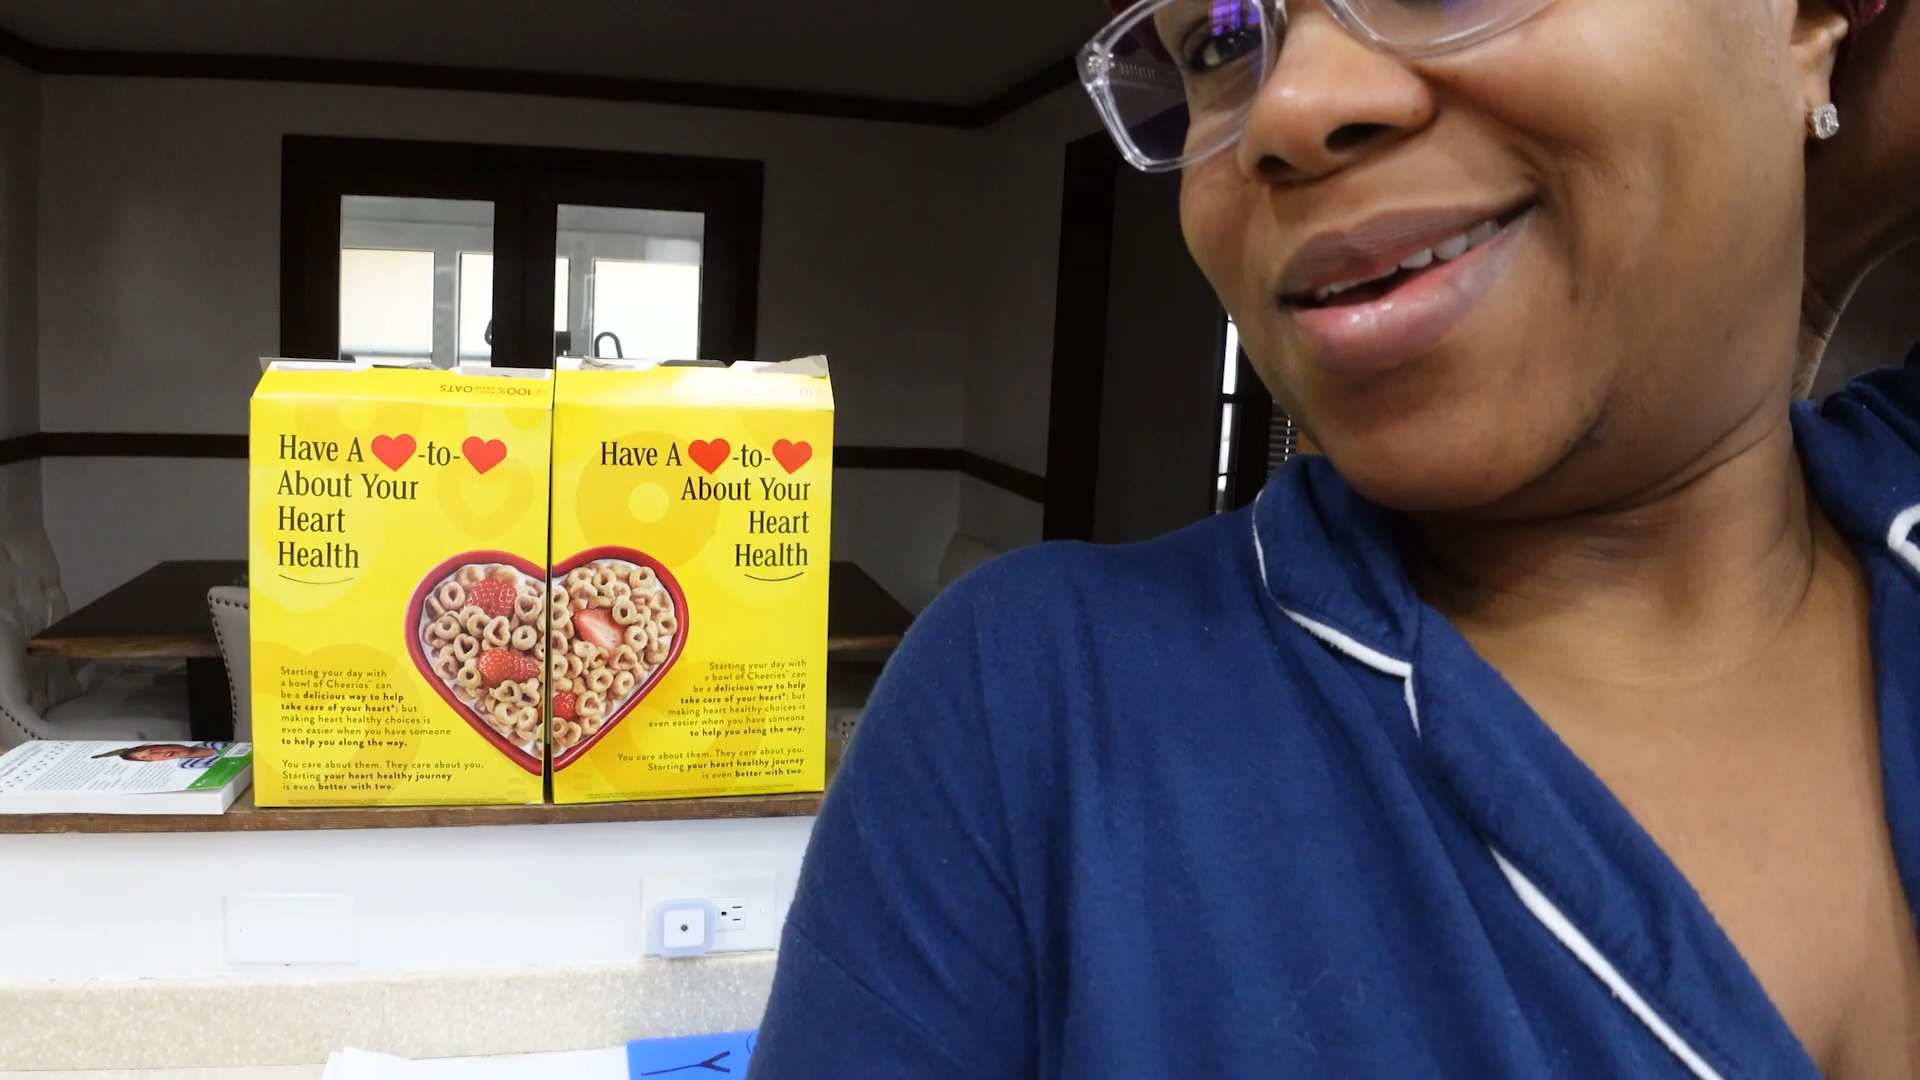 100% WHOLE GRAIN OATS
Have A ❤-to-❤
About Your
Heart
Health
Starting your day with
a bowl of Cheerios™ can
be a delicious way to help
take care of your heart*; but
making heart healthy choices is
even easier when you have someone
to help you along the way.
You care about them. They care about you.
Starting your heart healthy journey
is even better with two.
Have A ❤-to-❤
About Your
Heart
Health
Starting your day with
a bowl of Cheerios™ can
be a delicious way to help
take care of your heart*; but
making heart healthy choices is
even easier when you have someone
to help you along the way.
You care about them. They care about you.
Starting your heart healthy journey
is even better with two.
Y